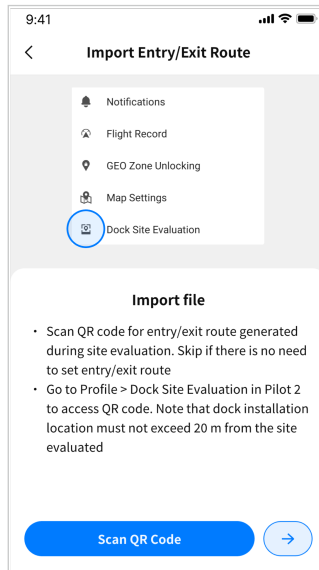 9:41
Import Entry/Exit Route
Notifications
Flight Record
GEO Zone Unlocking
Map Settings
Dock Site Evaluation
Import file
· Scan QR code for entry/exit route generated
during site evaluation. Skip if there is no need
to set entry/exit route
· Go to Profile > Dock Site Evaluation in Pilot 2
to access QR code. Note that dock installation
location must not exceed 20 m from the site
evaluated
Scan QR Code